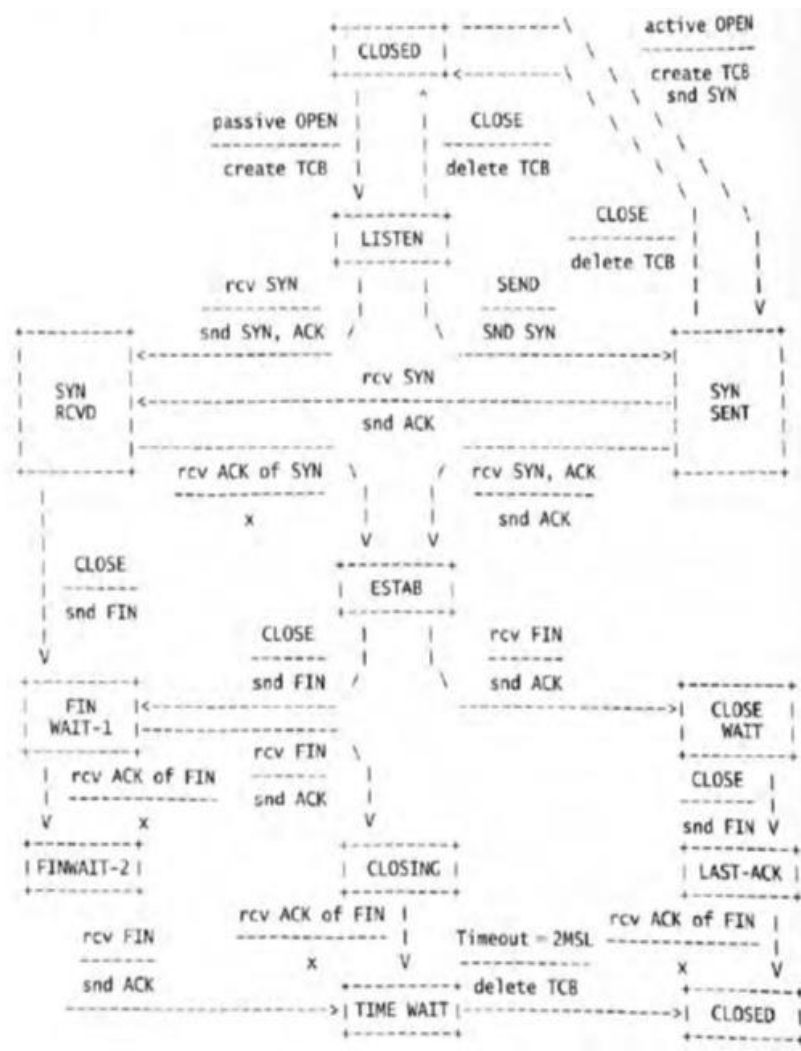 active OPEN
CLOSED
create TCB
snd SYN
passive OPEN
CLOSE
create TCB
delete TCB
CLOSE
LISTEN
delete TCB
rcv SYN
SEND
snd SYN, ACK
SND SYN
rcv SYN
SYN
RCVD
SYN
SENT
snd ACK
rcv ACK of SYN
rcv SYN, ACK
x
snd ACK
CLOSE
ESTAB
snd FIN
CLOSE
rcv FIN
snd FIN
snd ACK
FIN
WAIT-1
CLOSE
WAIT
rcv FIN
rcv ACK of FIN
snd ACK
CLOSE
x
snd FIN
FINWAIT-2
CLOSING
LAST-ACK
rcv ACK of FIN
rcv ACK of FIN
rcv FIN
Timeout = 2MSL
x
x
snd ACK
delete TCB
TIME WAIT
CLOSED